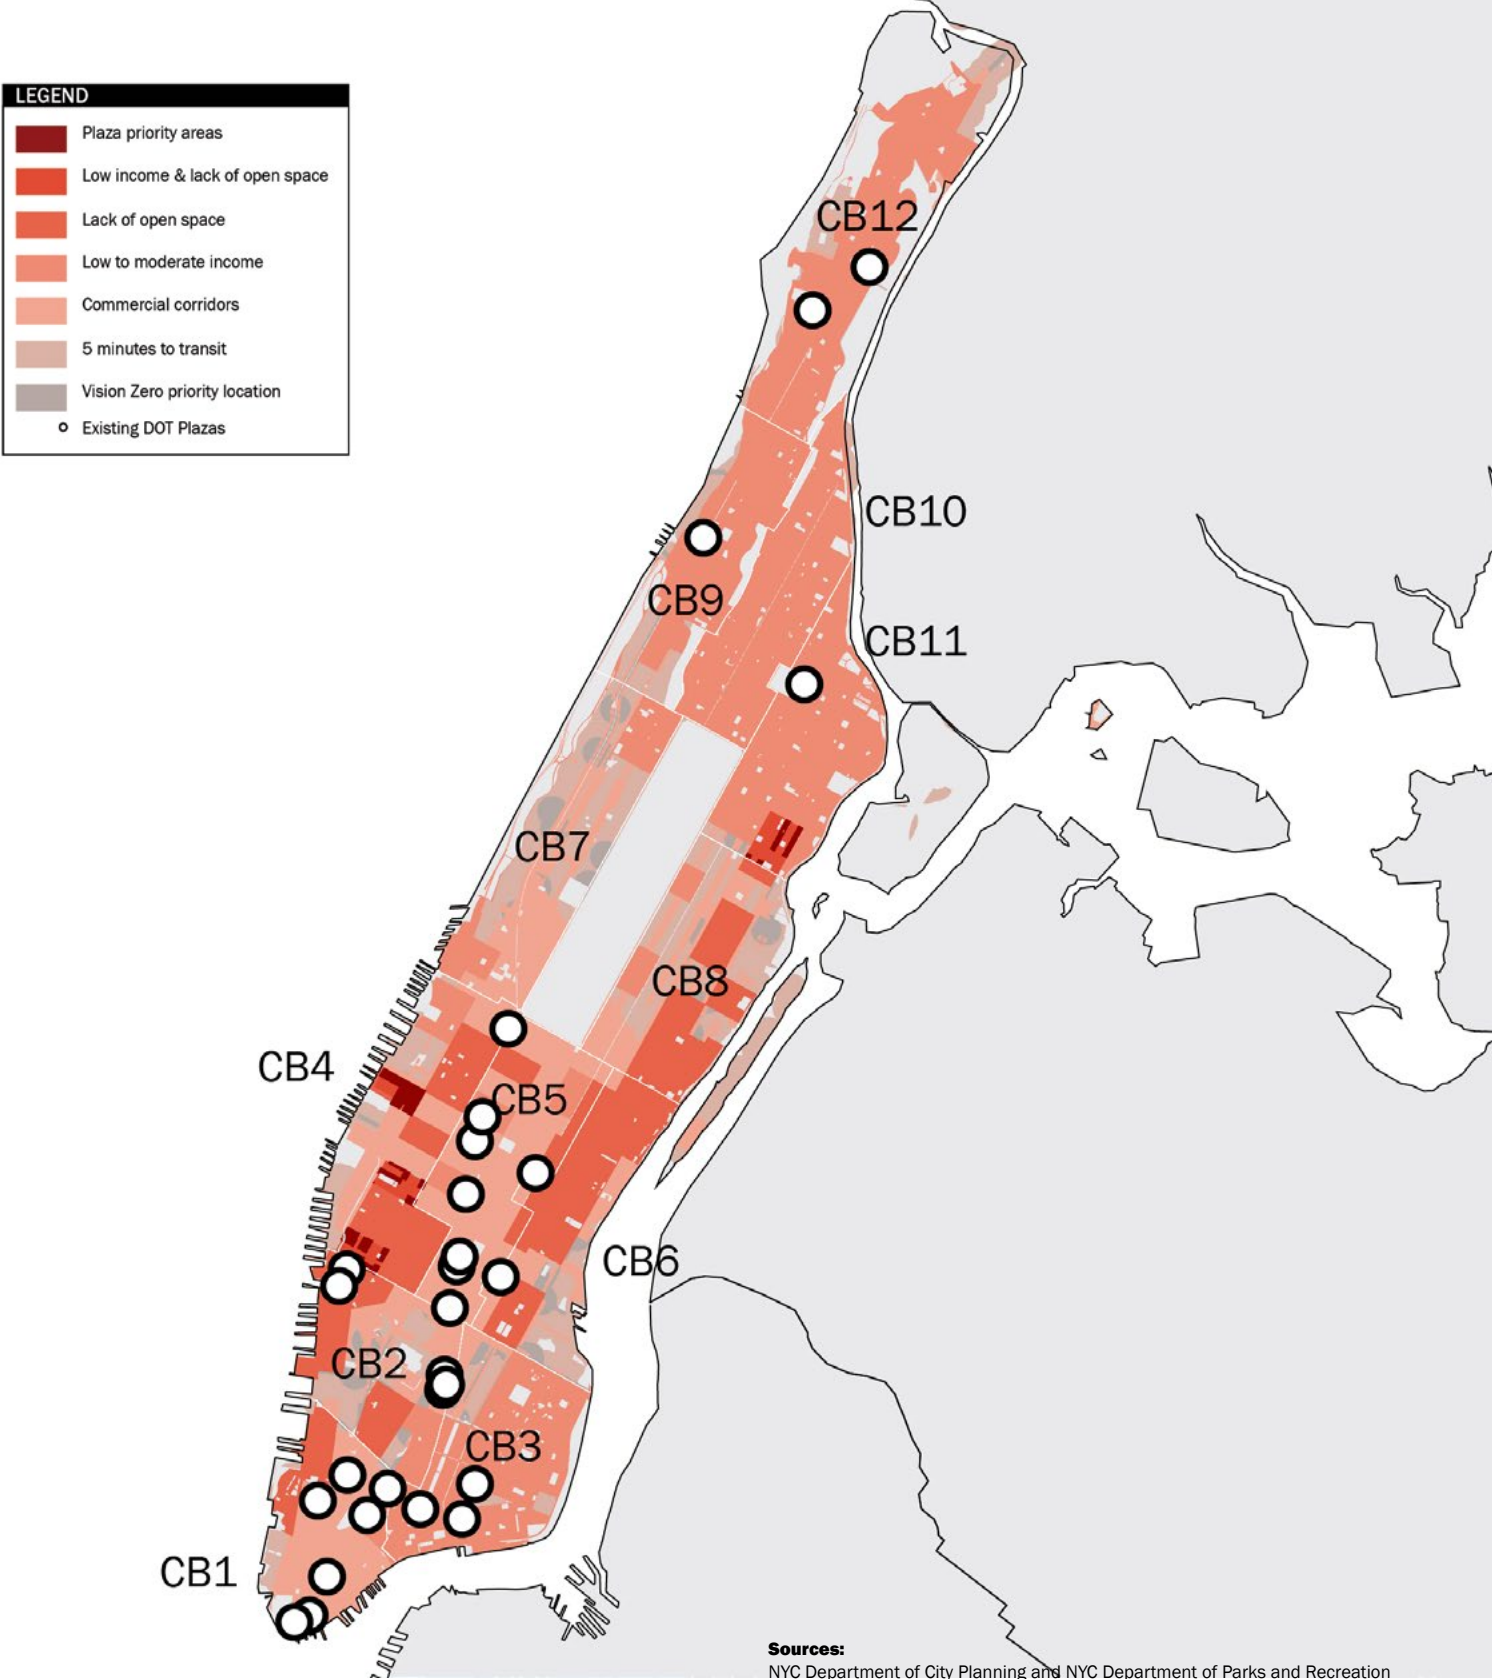 LEGEND
Plaza priority areas
Low income & lack of open space
Lack of open space
Low to moderate income
Commercial corridors
5 minutes to transit
Vision Zero priority location
Existing DOT Plazas
CB12
CB10
CB9
CB11
CB7
CB8
CB4
CB5
CB6
CB2
CB3
CB1
Sources:
NYC Department of City Planning and NYC Department of Parks and Recreation